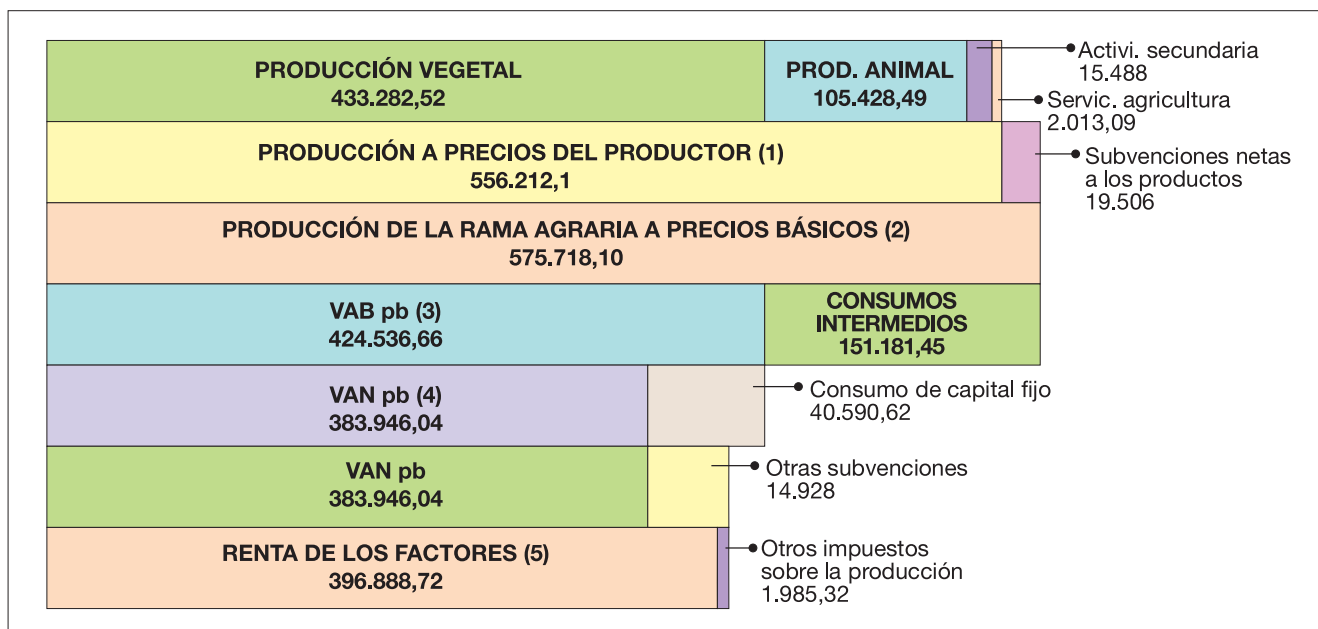 PRODUCCIÓN VEGETAL
433.282,52
PROD. ANIMAL
105.428,49
Activi. secundaria
15.488
Servic. agricultura
2.013,09
PRODUCCIÓN A PRECIOS DEL PRODUCTOR (1)
556.212,1
Subvenciones netas
a los productos
19.506
PRODUCCIÓN DE LA RAMA AGRARIA A PRECIOS BÁSICOS (2)
575.718,10
VAB pb (3)
424.536,66
CONSUMOS
INTERMEDIOS
151.181,45
VAN pb (4)
383.946,04
Consumo de capital fijo
40.590,62
VAN pb
383.946,04
Otras subvenciones
14.928
RENTA DE LOS FACTORES (5)
396.888,72
Otros impuestos
sobre la producción
1.985,32